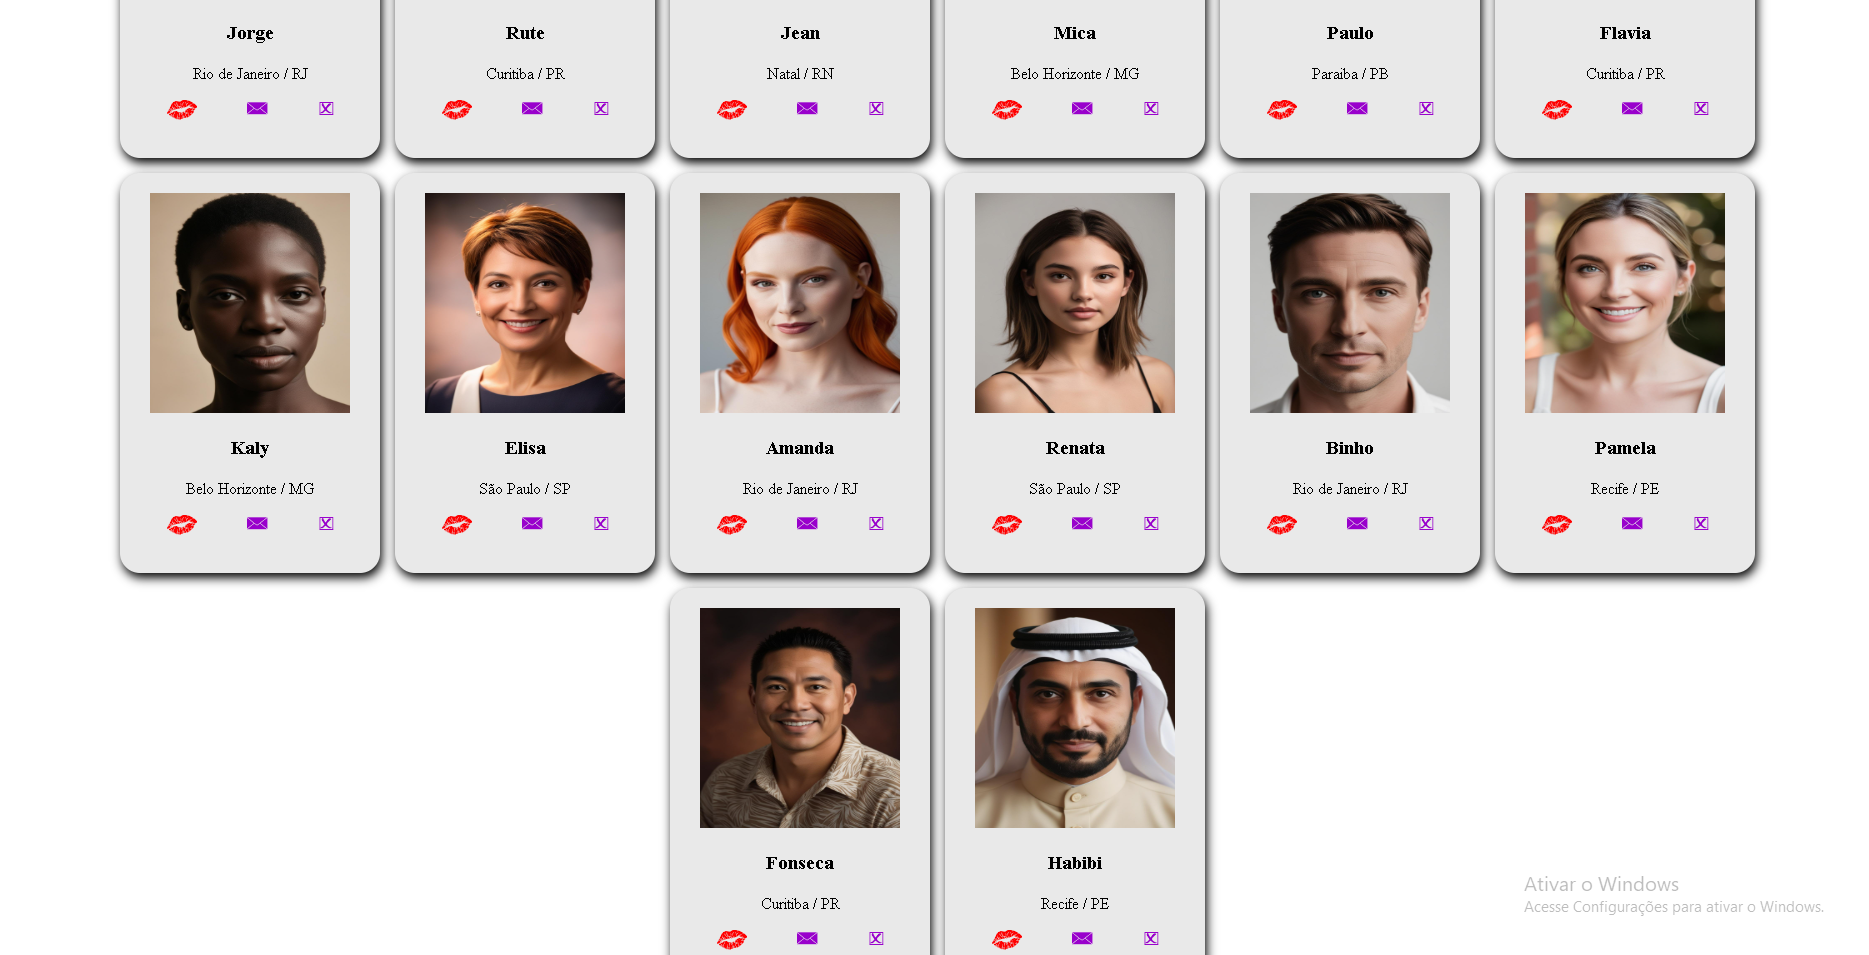 Jorge
Rute
Jean
Mica
Paulo
Flavia
Rio de Janeiro / RJ
Curitiba / PR
Natal / RN
Belo Horizonte / MG
Paraiba / PB
Curitiba / PR
Kaly
Elisa
Amanda
Renata
Binho
Pamela
Belo Horizonte / MG
São Paulo / SP
Rio de Janeiro / RJ
São Paulo / SP
Rio de Janeiro / RJ
Recife / PE
Fonseca
Habibi
Curitiba / PR
Recife / PE
Ativar o Windows
Acesse Configurações para ativar o Windows.